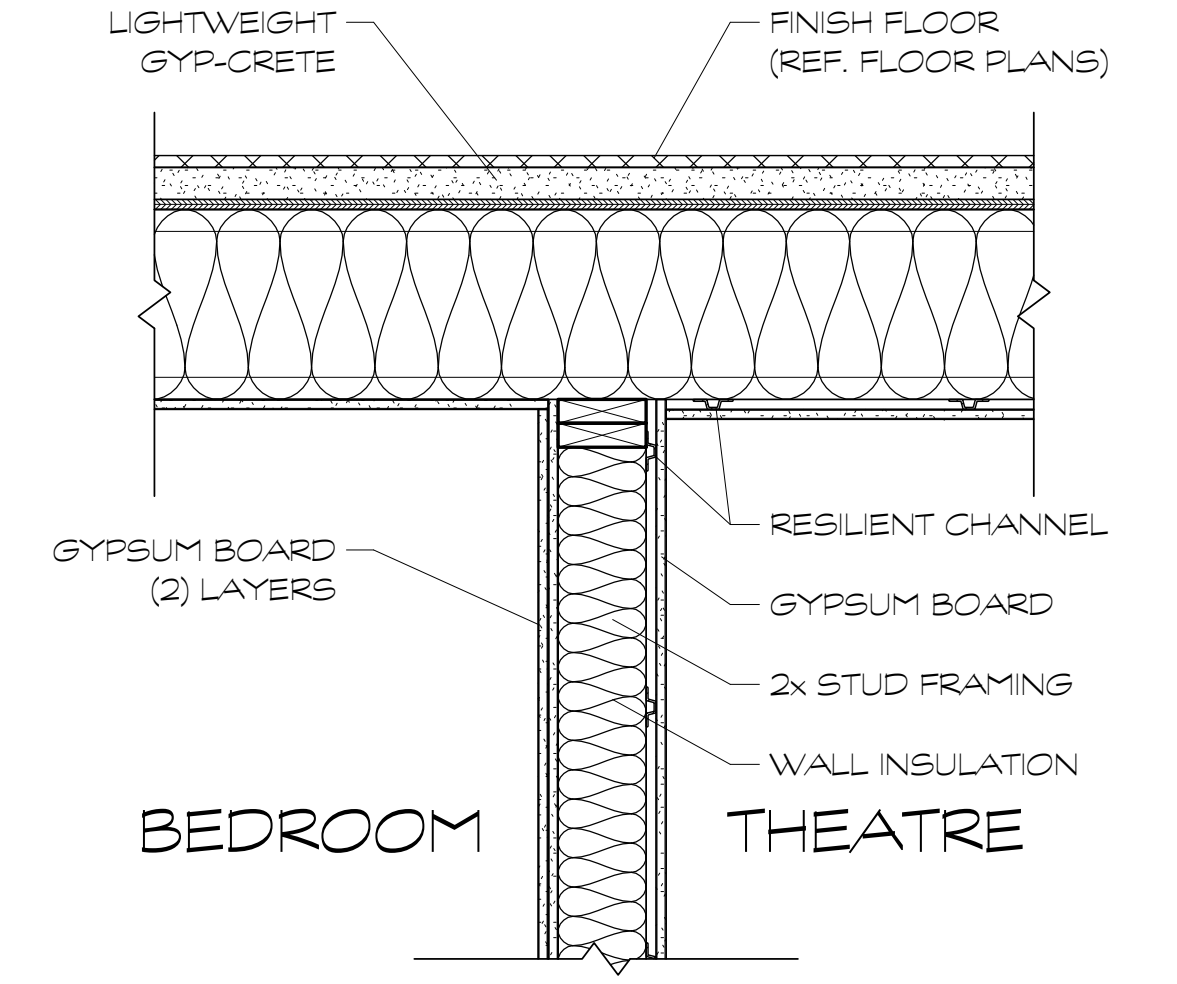 LIGHTWEIGHT
GYP-CRETE
FINISH FLOOR
(REF. FLOOR PLANS)
RESILIENT CHANNEL
GYPSUM BOARD
(2) LAYERS
GYPSUM BOARD
2x STUD FRAMING
WALL INSULATION
BEDROOM
THEATRE